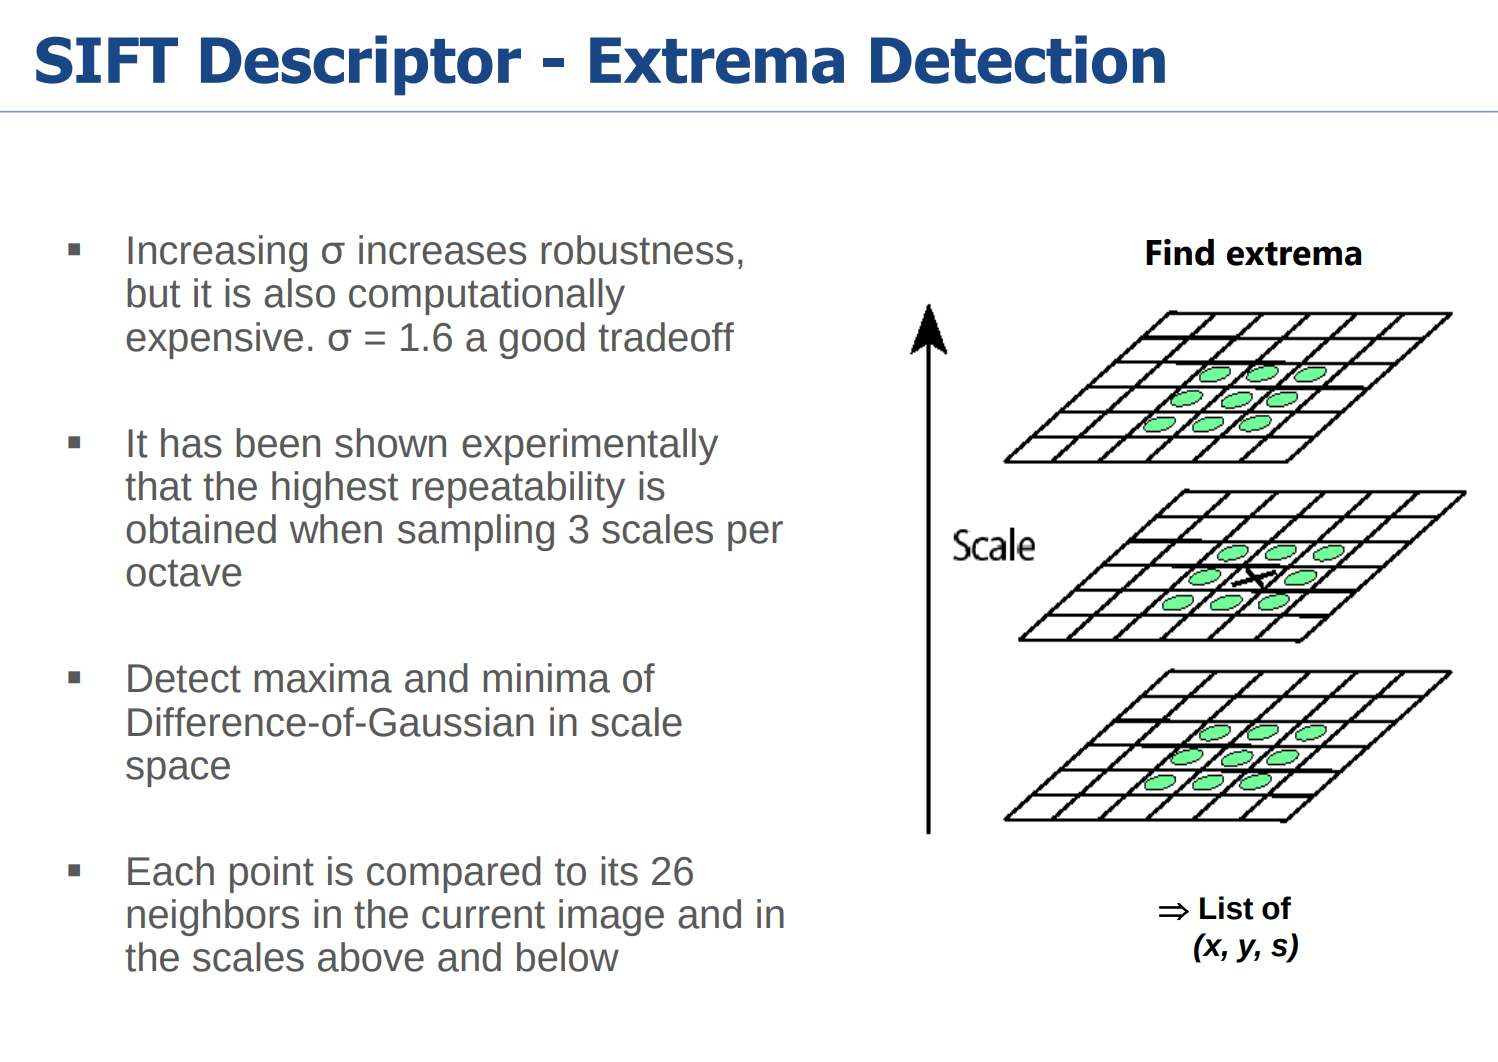 SIFT Descriptor - Extrema Detection
▪ Increasing σ increases robustness,
but it is also computationally
expensive. σ = 1.6 a good tradeoff
▪ It has been shown experimentally
that the highest repeatability is
obtained when sampling 3 scales per
octave
▪ Detect maxima and minima of
Difference-of-Gaussian in scale
space
▪ Each point is compared to its 26
neighbors in the current image and in
the scales above and below
Find extrema
Scale
⇒ List of
(x, y, s)